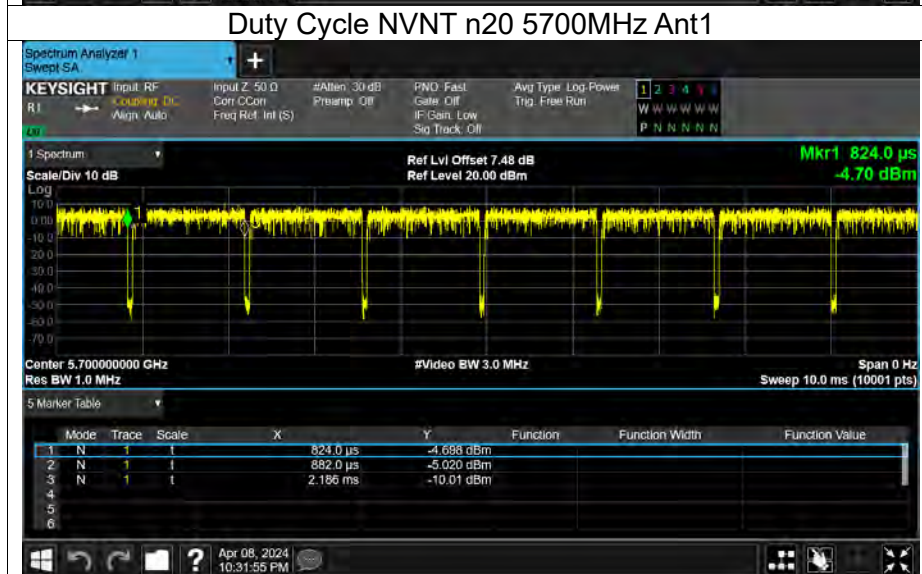 Duty Cycle NVNT n20 5700MHz Ant1
Spectrum Analyzer 1
Swept SA
+
KEYSIGHT Input: RF Input Z: 50 Ω #Atten: 30 dB PNO: Fast Avg Type: Log-Power 1 2 3 4 5 6
Coupling: DC Corr CCorr Preamp: Off Gate: Off Trig: Free Run W W W W W W
Align: Auto Freq Ref: Int (S) IF Gain: Low
Sig Track: Off P N N N N N
1 Spectrum
Ref Lvl Offset 7.48 dB Mkr1 824.0 µs
Scale/Div 10 dB Ref Level 20.00 dBm -4.70 dBm
Log
10.0
0.00
-10.0
-20.0
-30.0
-40.0
-50.0
-60.0
-70.0
1
Center 5.700000000 GHz #Video BW 3.0 MHz Span 0 Hz
Res BW 1.0 MHz Sweep 10.0 ms (10001 pts)
5 Marker Table
Mode Trace Scale X Y Function Function Width Function Value
1 N 1 t 824.0 µs -4.698 dBm
2 N 1 t 882.0 µs -5.020 dBm
3 N 1 t 2.186 ms -10.01 dBm
4
5
6
? Apr 08, 2024
10:31:55 PM